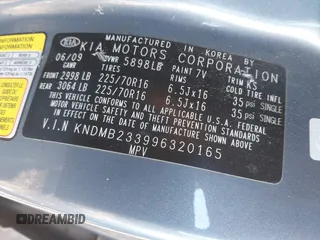 MANUFACTURED IN KOREA BY
KIA KIA MOTORS CORPORATION
06/09 GVWR 5898LB PAINT 7V TRIM KS
GAWR TIRES RIMS COLD TIRE INFL
FRONT 2998 LB 225/70R16 6.5Jx16 35 psi SINGLE
REAR 3064 LB 225/70R16 6.5Jx16 35 psi SINGLE
THIS VEHICLE CONFORMS TO ALL APPLICABLE U.S.A. FEDERAL MOTOR VEHICLE SAFETY STANDARDS IN EFFECT ON THE DATE OF MANUFACTURE SHOWN ABOVE.
V.I.N KNDMB233996320165
MPV
DREAMBID